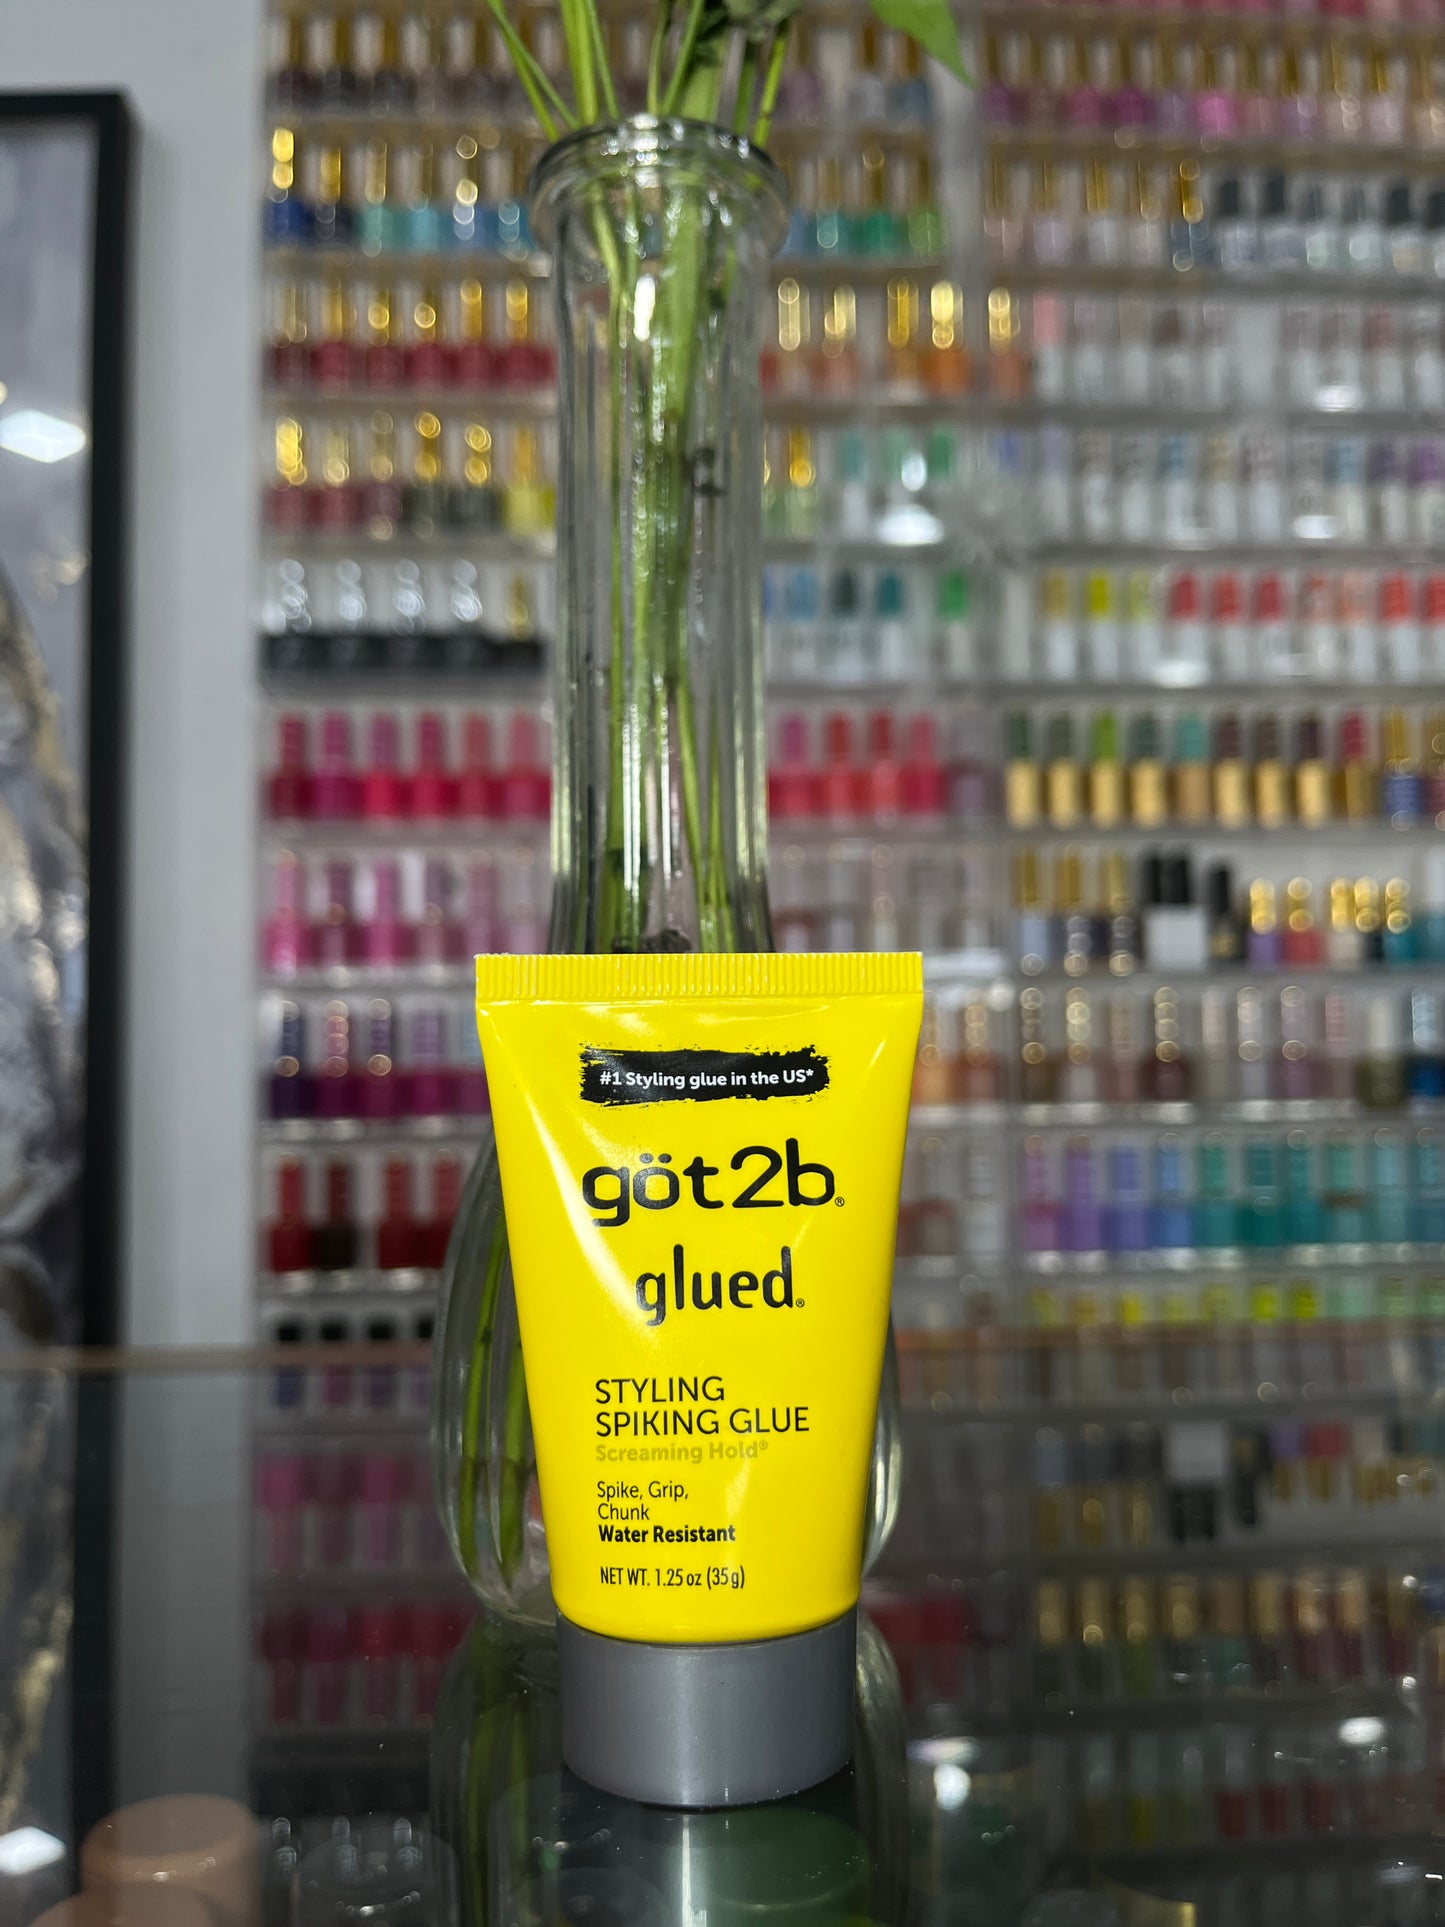 #1 Styling glue in the US*
göt2b®
glued®
STYLING
SPIKING GLUE
Screaming Hold®
Spike, Grip,
Chunk
Water Resistant
NET WT. 1.25 oz (35 g)